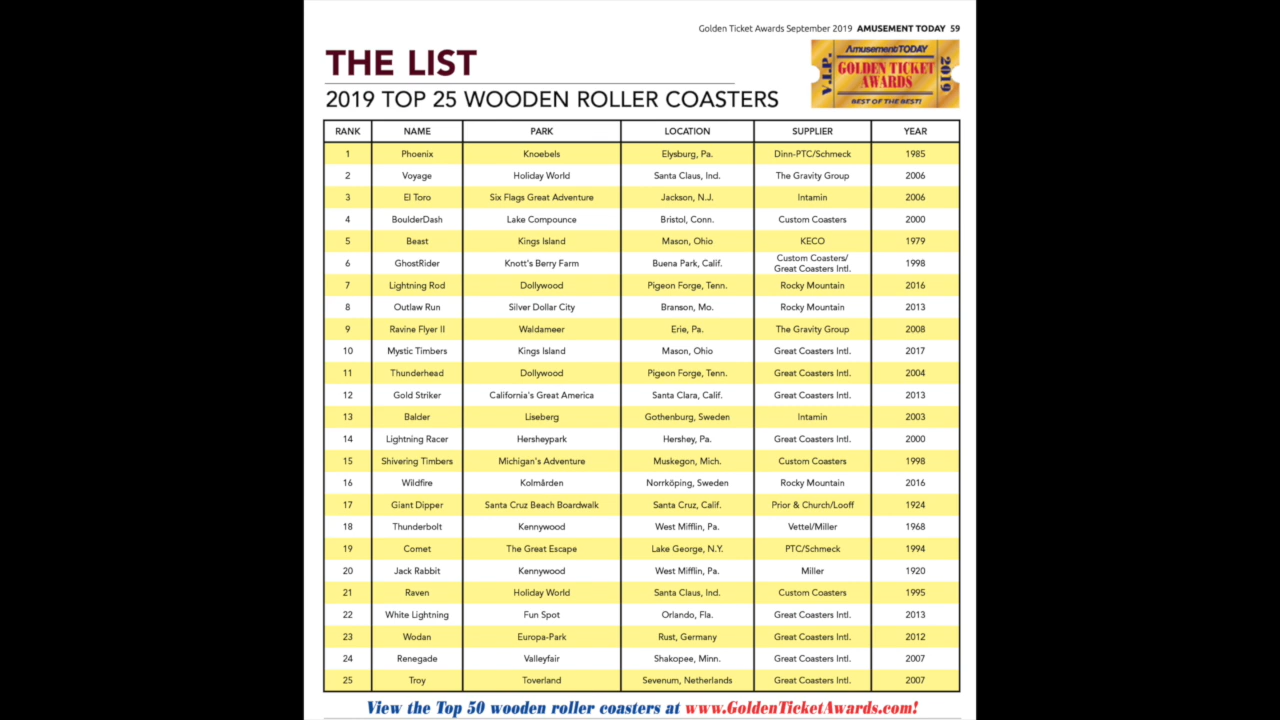 Golden Ticket Awards September 2019 AMUSEMENT TODAY 59
THE LIST
2019 TOP 25 WOODEN ROLLER COASTERS
AmusementTODAY
V.I.P.
GOLDEN TICKET
AWARDS
2019
BEST OF THE BEST!
RANK NAME PARK LOCATION SUPPLIER YEAR
1 Phoenix Knoebels Elysburg, Pa. Dinn-PTC/Schmeck 1985
2 Voyage Holiday World Santa Claus, Ind. The Gravity Group 2006
3 El Toro Six Flags Great Adventure Jackson, N.J. Intamin 2006
4 BoulderDash Lake Compounce Bristol, Conn. Custom Coasters 2000
5 Beast Kings Island Mason, Ohio KECO 1979
6 GhostRider Knott's Berry Farm Buena Park, Calif. Custom Coasters/ Great Coasters Intl. 1998
7 Lightning Rod Dollywood Pigeon Forge, Tenn. Rocky Mountain 2016
8 Outlaw Run Silver Dollar City Branson, Mo. Rocky Mountain 2013
9 Ravine Flyer II Waldameer Erie, Pa. The Gravity Group 2008
10 Mystic Timbers Kings Island Mason, Ohio Great Coasters Intl. 2017
11 Thunderhead Dollywood Pigeon Forge, Tenn. Great Coasters Intl. 2004
12 Gold Striker California's Great America Santa Clara, Calif. Great Coasters Intl. 2013
13 Balder Liseberg Gothenburg, Sweden Intamin 2003
14 Lightning Racer Hersheypark Hershey, Pa. Great Coasters Intl. 2000
15 Shivering Timbers Michigan's Adventure Muskegon, Mich. Custom Coasters 1998
16 Wildfire Kolmården Norrköping, Sweden Rocky Mountain 2016
17 Giant Dipper Santa Cruz Beach Boardwalk Santa Cruz, Calif. Prior & Church/Looff 1924
18 Thunderbolt Kennywood West Mifflin, Pa. Vettel/Miller 1968
19 Comet The Great Escape Lake George, N.Y. PTC/Schmeck 1994
20 Jack Rabbit Kennywood West Mifflin, Pa. Miller 1920
21 Raven Holiday World Santa Claus, Ind. Custom Coasters 1995
22 White Lightning Fun Spot Orlando, Fla. Great Coasters Intl. 2013
23 Wodan Europa-Park Rust, Germany Great Coasters Intl. 2012
24 Renegade Valleyfair Shakopee, Minn. Great Coasters Intl. 2007
25 Troy Toverland Sevenum, Netherlands Great Coasters Intl. 2007
View the Top 50 wooden roller coasters at www.GoldenTicketAwards.com!